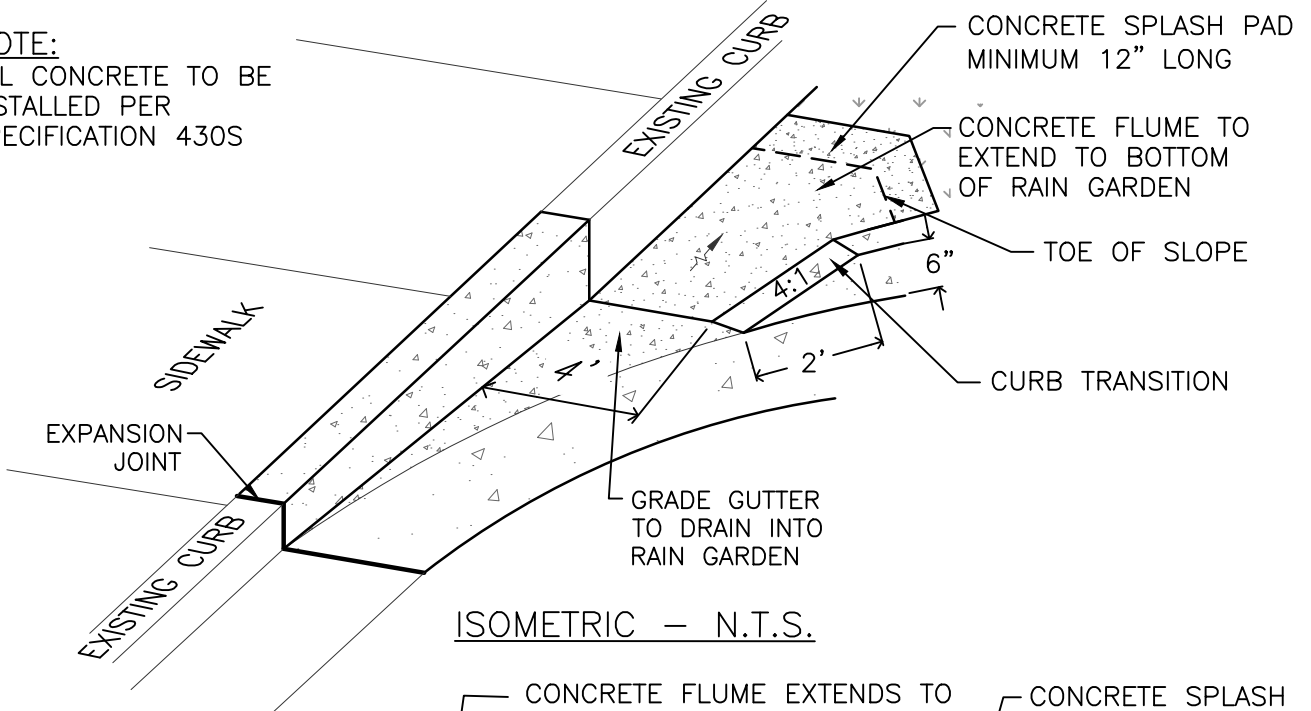 OTE:
L CONCRETE TO BE
STALLED PER
PECIFICATION 430S
EXISTING CURB
CONCRETE SPLASH PAD
MINIMUM 12" LONG
CONCRETE FLUME TO
EXTEND TO BOTTOM
OF RAIN GARDEN
TOE OF SLOPE
6"
4:1
2'
4'
CURB TRANSITION
SIDEWALK
EXPANSION
JOINT
GRADE GUTTER
TO DRAIN INTO
RAIN GARDEN
EXISTING CURB
ISOMETRIC – N.T.S.
CONCRETE FLUME EXTENDS TO
CONCRETE SPLASH